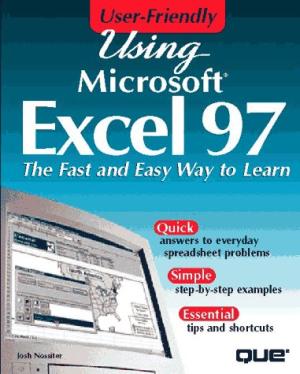 User-Friendly
Using
Microsoft®
Excel 97
The Fast and Easy Way to Learn
Quick
answers to everyday
spreadsheet problems
Simple
step-by-step examples
Essential
tips and shortcuts
Josh Nossiter
QUE®